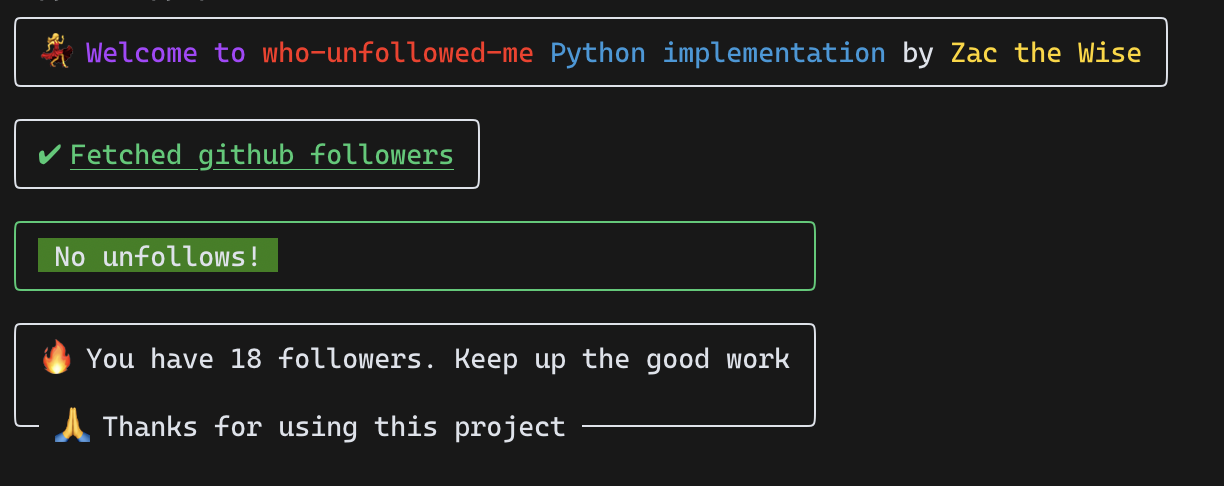 💃 Welcome to who-unfollowed-me Python implementation by Zac the Wise
✔ Fetched github followers
No unfollows!
🔥 You have 18 followers. Keep up the good work
🙏 Thanks for using this project